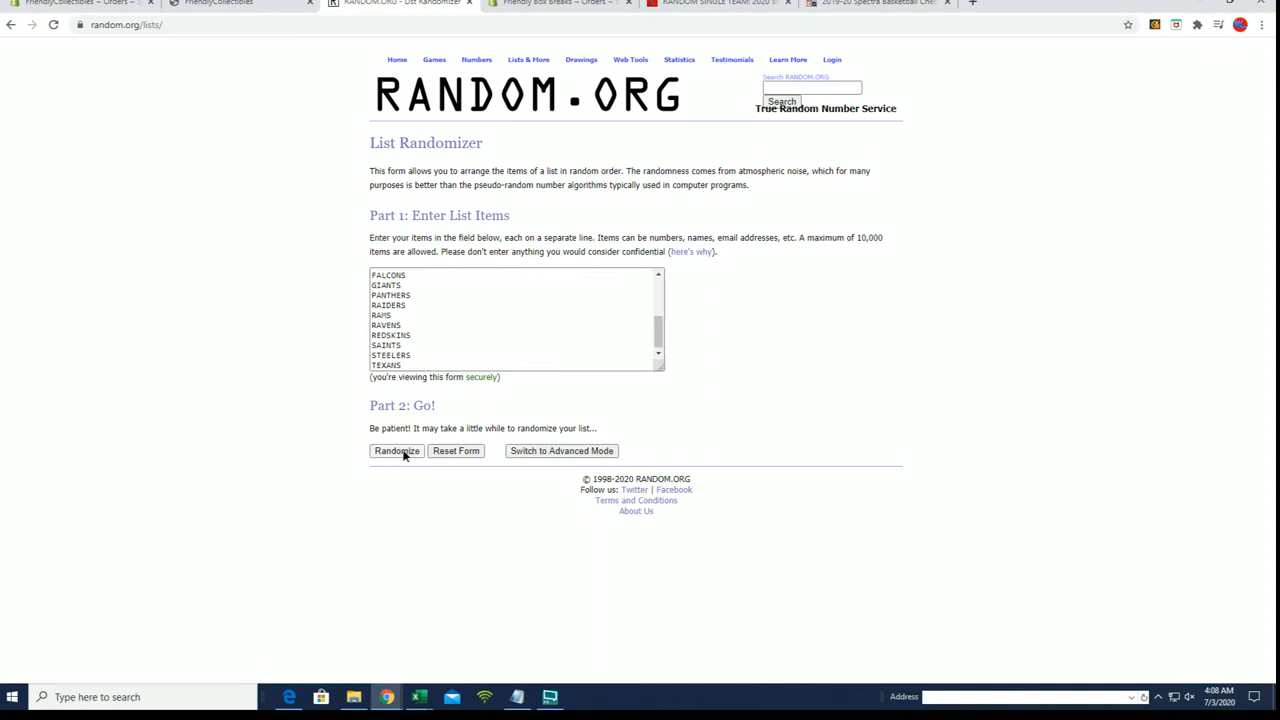 FriendlyCollectibles ~ Orders ~ S
FriendlyCollectibles
RANDOM.ORG - List Randomizer
Friendly Box Breaks ~ Orders ~ S
RANDOM SINGLE TEAM: 2020 B
2019-20 Spectra Basketball Chec
random.org/lists/
Home Games Numbers Lists & More Drawings Web Tools Statistics Testimonials Learn More Login
RANDOM.ORG
Search RANDOM.ORG
Search
True Random Number Service
List Randomizer
This form allows you to arrange the items of a list in random order. The randomness comes from atmospheric noise, which for many
purposes is better than the pseudo-random number algorithms typically used in computer programs.
Part 1: Enter List Items
Enter your items in the field below, each on a separate line. Items can be numbers, names, email addresses, etc. A maximum of 10,000
items are allowed. Please don't enter anything you would consider confidential (here's why).
FALCONS
GIANTS
PANTHERS
RAIDERS
RAMS
RAVENS
REDSKINS
SAINTS
STEELERS
TEXANS
(you're viewing this form securely)
Part 2: Go!
Be patient! It may take a little while to randomize your list...
Randomize Reset Form Switch to Advanced Mode
© 1998-2020 RANDOM.ORG
Follow us: Twitter | Facebook
Terms and Conditions
About Us
Type here to search
Address
4:08 AM
7/3/2020